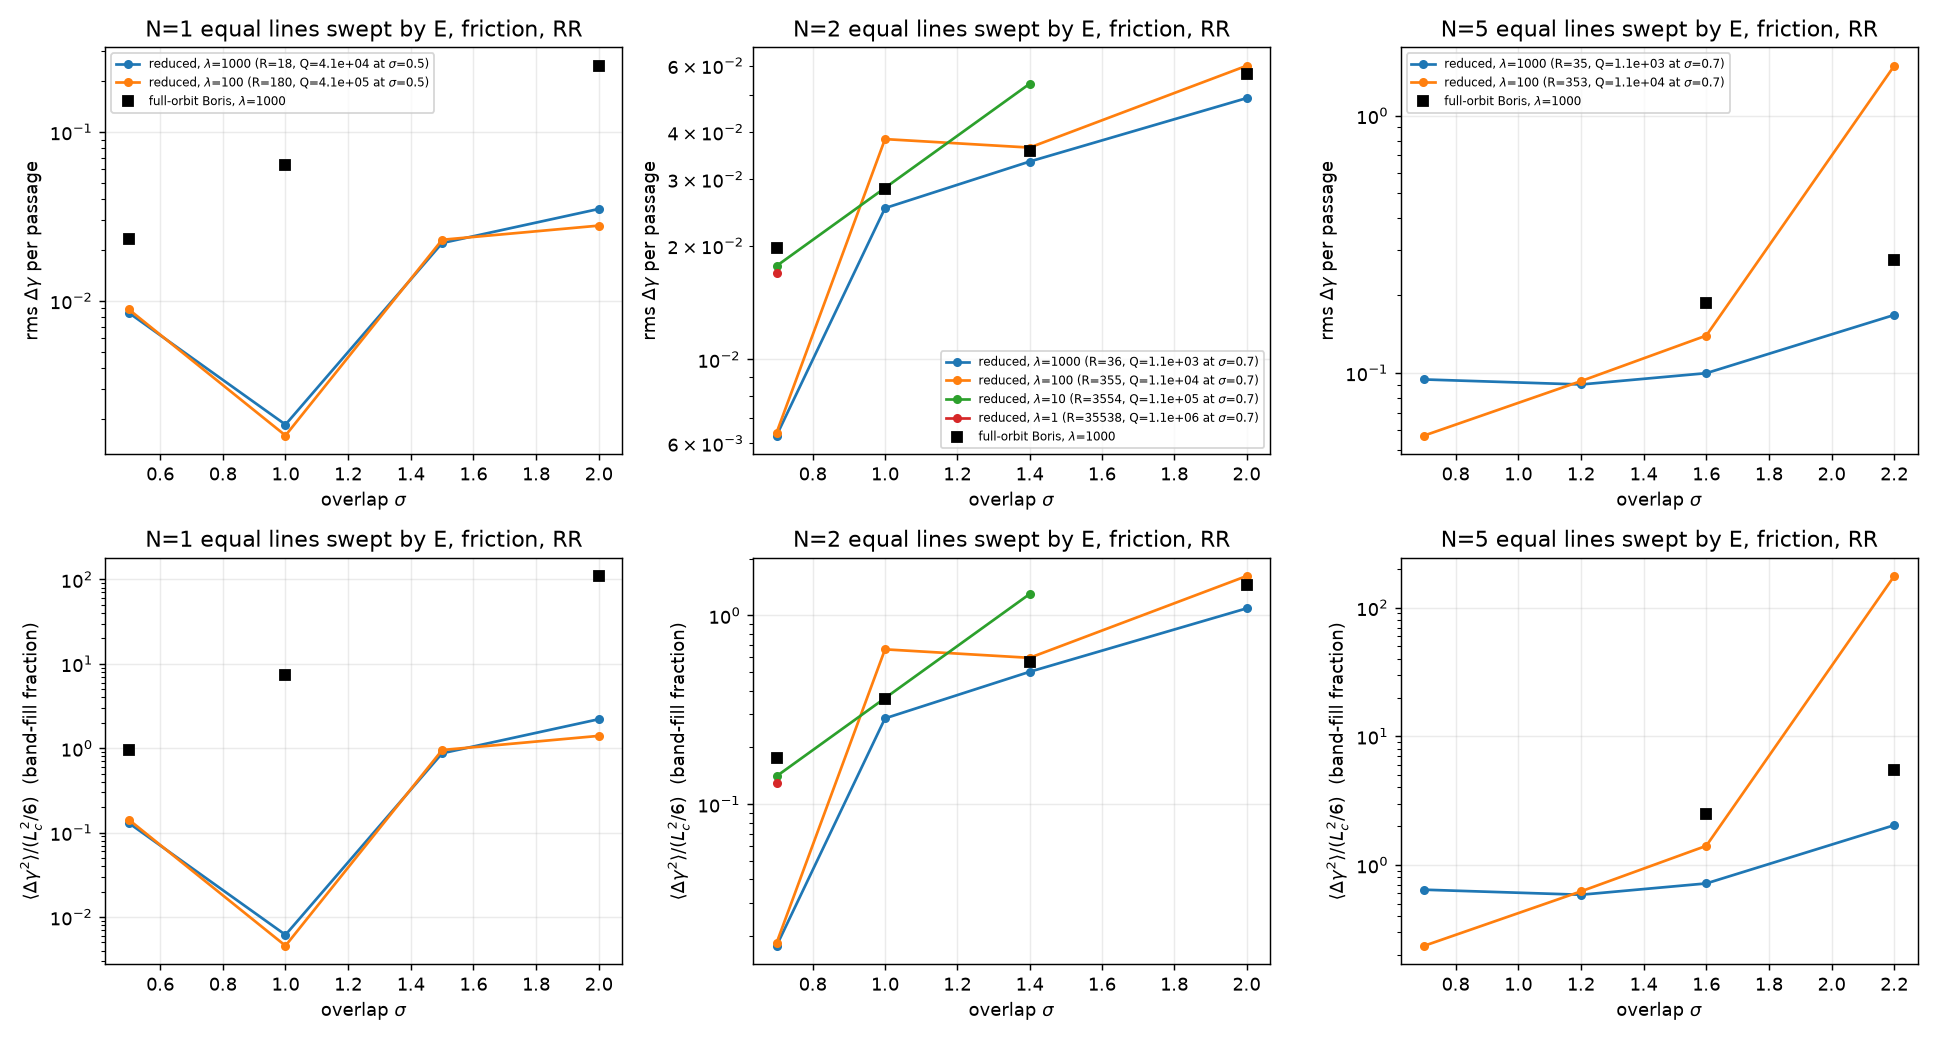 N=1 equal lines swept by E, friction, RR
reduced, λ=1000 (R=18, Q=4.1e+04 at σ=0.5)
reduced, λ=100 (R=180, Q=4.1e+05 at σ=0.5)
full-orbit Boris, λ=1000
10⁻¹
10⁻²
rms Δγ per passage
0.6 0.8 1.0 1.2 1.4 1.6 1.8 2.0
overlap σ
N=2 equal lines swept by E, friction, RR
6 × 10⁻²
4 × 10⁻²
3 × 10⁻²
2 × 10⁻²
10⁻²
6 × 10⁻³
rms Δγ per passage
reduced, λ=1000 (R=36, Q=1.1e+03 at σ=0.7)
reduced, λ=100 (R=355, Q=1.1e+04 at σ=0.7)
reduced, λ=10 (R=3554, Q=1.1e+05 at σ=0.7)
reduced, λ=1 (R=35538, Q=1.1e+06 at σ=0.7)
full-orbit Boris, λ=1000
0.8 1.0 1.2 1.4 1.6 1.8 2.0
overlap σ
N=5 equal lines swept by E, friction, RR
reduced, λ=1000 (R=35, Q=1.1e+03 at σ=0.7)
reduced, λ=100 (R=353, Q=1.1e+04 at σ=0.7)
full-orbit Boris, λ=1000
10⁰
10⁻¹
rms Δγ per passage
0.8 1.0 1.2 1.4 1.6 1.8 2.0 2.2
overlap σ
N=1 equal lines swept by E, friction, RR
10²
10¹
10⁰
10⁻¹
10⁻²
⟨Δγ²⟩/(L_c²/6) (band-fill fraction)
0.6 0.8 1.0 1.2 1.4 1.6 1.8 2.0
overlap σ
N=2 equal lines swept by E, friction, RR
10⁰
10⁻¹
⟨Δγ²⟩/(L_c²/6) (band-fill fraction)
0.8 1.0 1.2 1.4 1.6 1.8 2.0
overlap σ
N=5 equal lines swept by E, friction, RR
10²
10¹
10⁰
⟨Δγ²⟩/(L_c²/6) (band-fill fraction)
0.8 1.0 1.2 1.4 1.6 1.8 2.0 2.2
overlap σ